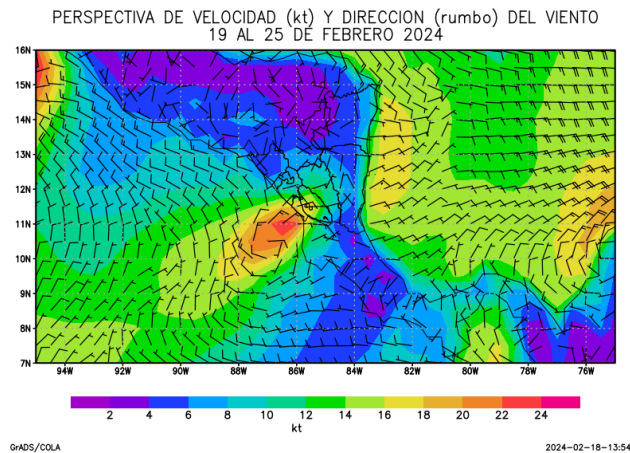 PERSPECTIVA DE VELOCIDAD (kt) Y DIRECCION (rumbo) DEL VIENTO
19 AL 25 DE FEBRERO 2024
16N
15N
14N
13N
12N
11N
10N
9N
8N
7N
94W 92W 90W 88W 86W 84W 82W 80W 78W 76W
2 4 6 8 10 12 14 16 18 20 22 24
kt
GrADS/COLA 2024-02-18-13:54